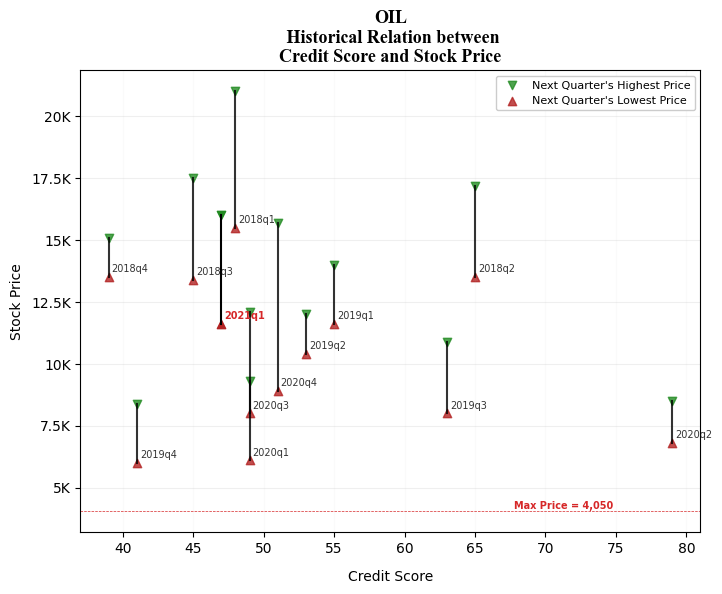 OIL
Historical Relation between
Credit Score and Stock Price
Next Quarter's Highest Price
Next Quarter's Lowest Price
20K
17.5K
15K
12.5K
10K
7.5K
5K
Stock Price
2018q1
2018q4
2018q3
2018q2
2021q1
2019q1
2019q2
2020q4
2020q3
2019q3
2019q4
2020q1
2020q2
Max Price = 4,050
40 45 50 55 60 65 70 75 80
Credit Score